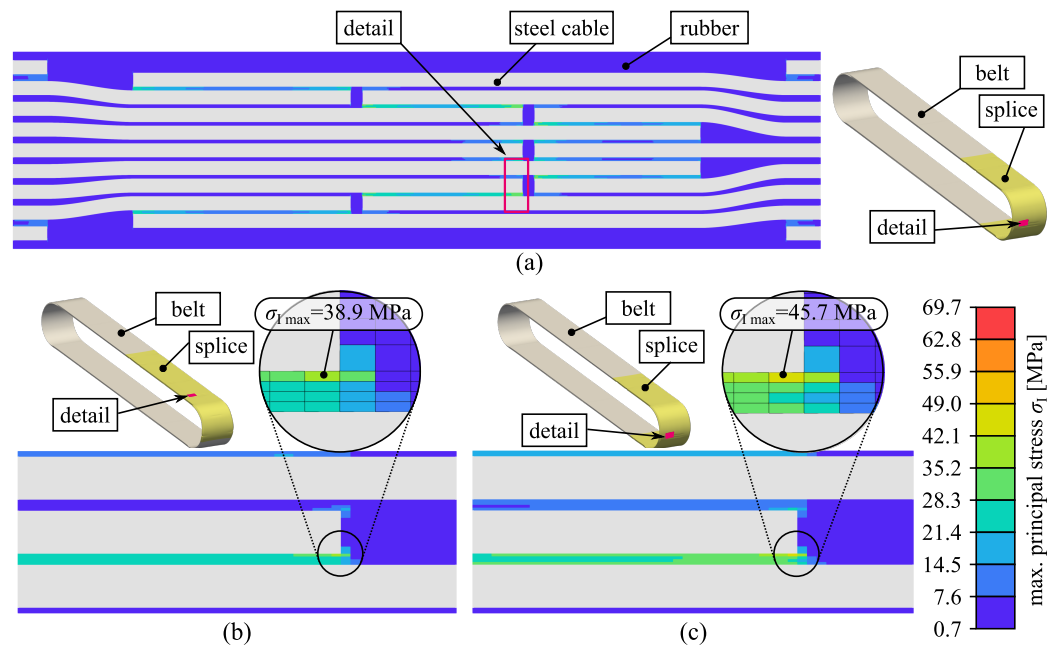 detail
steel cable
rubber
belt
splice
detail
(a)
belt
splice
detail
σI max=38.9 MPa
belt
splice
detail
σI max=45.7 MPa
69.7
62.8
55.9
49.0
42.1
35.2
28.3
21.4
14.5
7.6
0.7
max. principal stress σI [MPa]
(b)
(c)